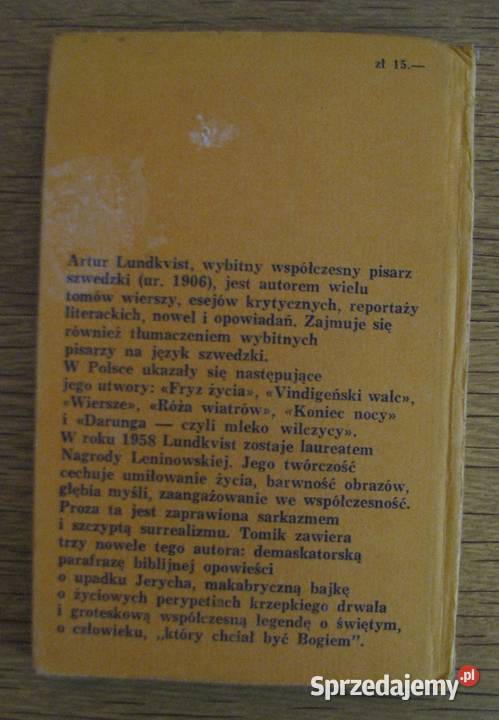 zł 15.—
Artur Lundkvist, wybitny współczesny pisarz
szwedzki (ur. 1906), jest autorem wielu
tomów wierszy, esejów krytycznych, reportaży
literackich, nowel i opowiadań. Zajmuje się
również tłumaczeniem wybitnych
pisarzy na język szwedzki.
W Polsce ukazały się następujące
jego utwory: «Fryz życia», «Vindigeński walc»,
«Wiersze», «Róża wiatrów», «Koniec nocy»
i «Darunga — czyli mleko wilczycy».
W roku 1958 Lundkvist zostaje laureatem
Nagrody Leninowskiej. Jego twórczość
cechuje umiłowanie życia, barwność obrazów,
głębia myśli, zaangażowanie we współczesność.
Proza ta jest zaprawiona sarkazmem
i szczyptą surrealizmu. Tomik zawiera
trzy nowele tego autora: demaskatorską
parafrazę biblijnej opowieści
o upadku Jerycha, makabryczną bajkę
o życiowych perypetiach krzepkiego drwala
i groteskową współczesną legendę o świętym,
o człowieku, „który chciał być Bogiem".
Sprzedajemy.pl